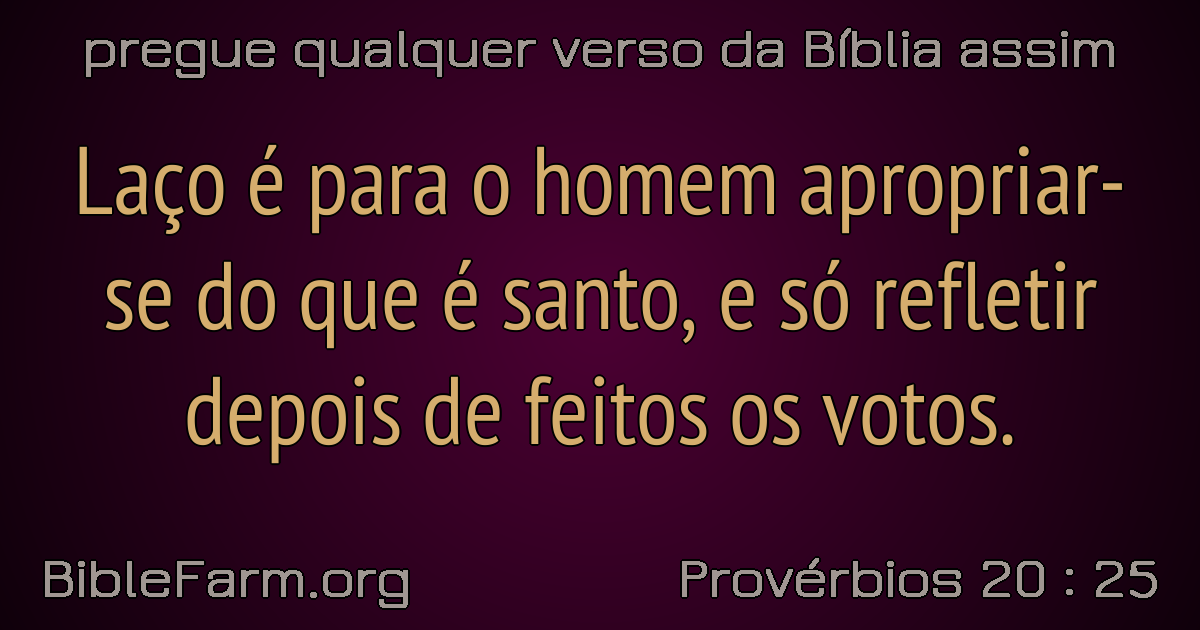 pregue qualquer verso da Bíblia assim
Laço é para o homem apropriar-
se do que é santo, e só refletir
depois de feitos os votos.
BibleFarm.org
Provérbios 20 : 25